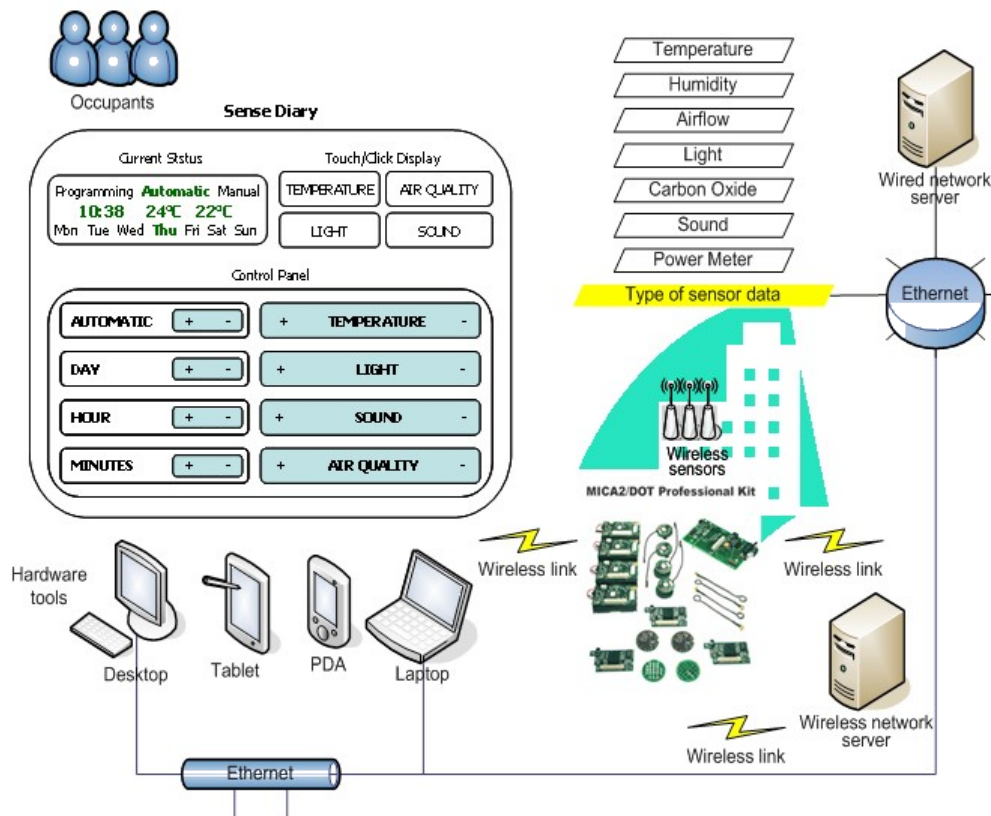 Occupants
Sense Diary
Current Ststus
Touch/Click Display
Programming Automatic Manual
10:38 24ºC 22ºC
Mon Tue Wed Thu Fri Sat Sun
TEMPERATURE
AIR QUALITY
LIGHT
SOUND
Control Panel
AUTOMATIC + -
+ TEMPERATURE -
DAY + -
+ LIGHT -
HOUR + -
+ SOUND -
MINUTES + -
+ AIR QUALITY -
Temperature
Humidity
Airflow
Light
Carbon Oxide
Sound
Power Meter
Type of sensor data
Wired network
server
Ethernet
Wireless
sensors
MICA2/DOT Professional Kit
Wireless link
Wireless link
Hardware
tools
Desktop
Tablet
PDA
Laptop
Wireless network
server
Wireless link
Ethernet